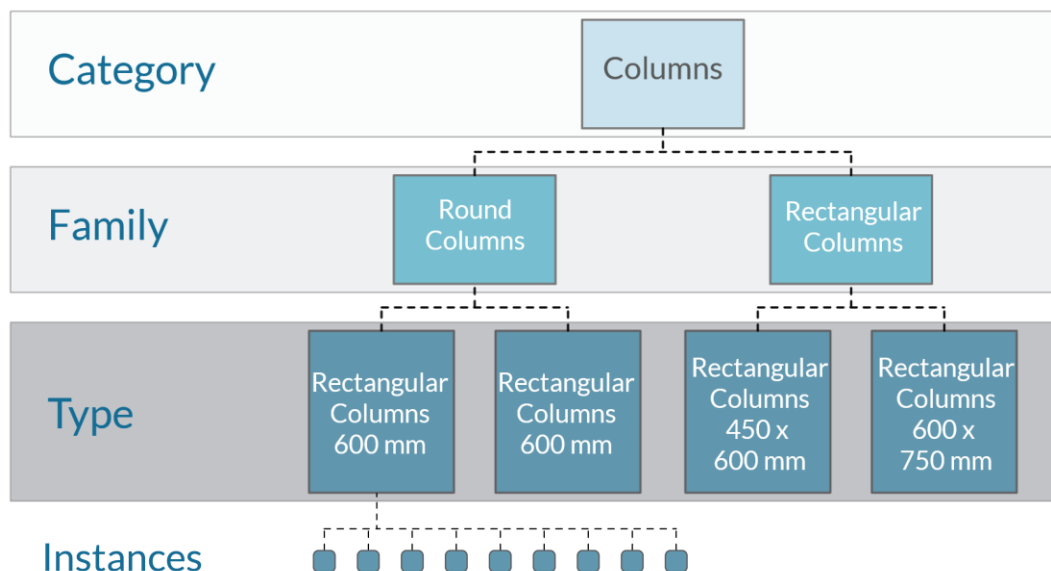 Category
Columns
Family
Round
Columns
Rectangular
Columns
Type
Rectangular
Columns
600 mm
Rectangular
Columns
600 mm
Rectangular
Columns
450 x
600 mm
Rectangular
Columns
600 x
750 mm
Instances